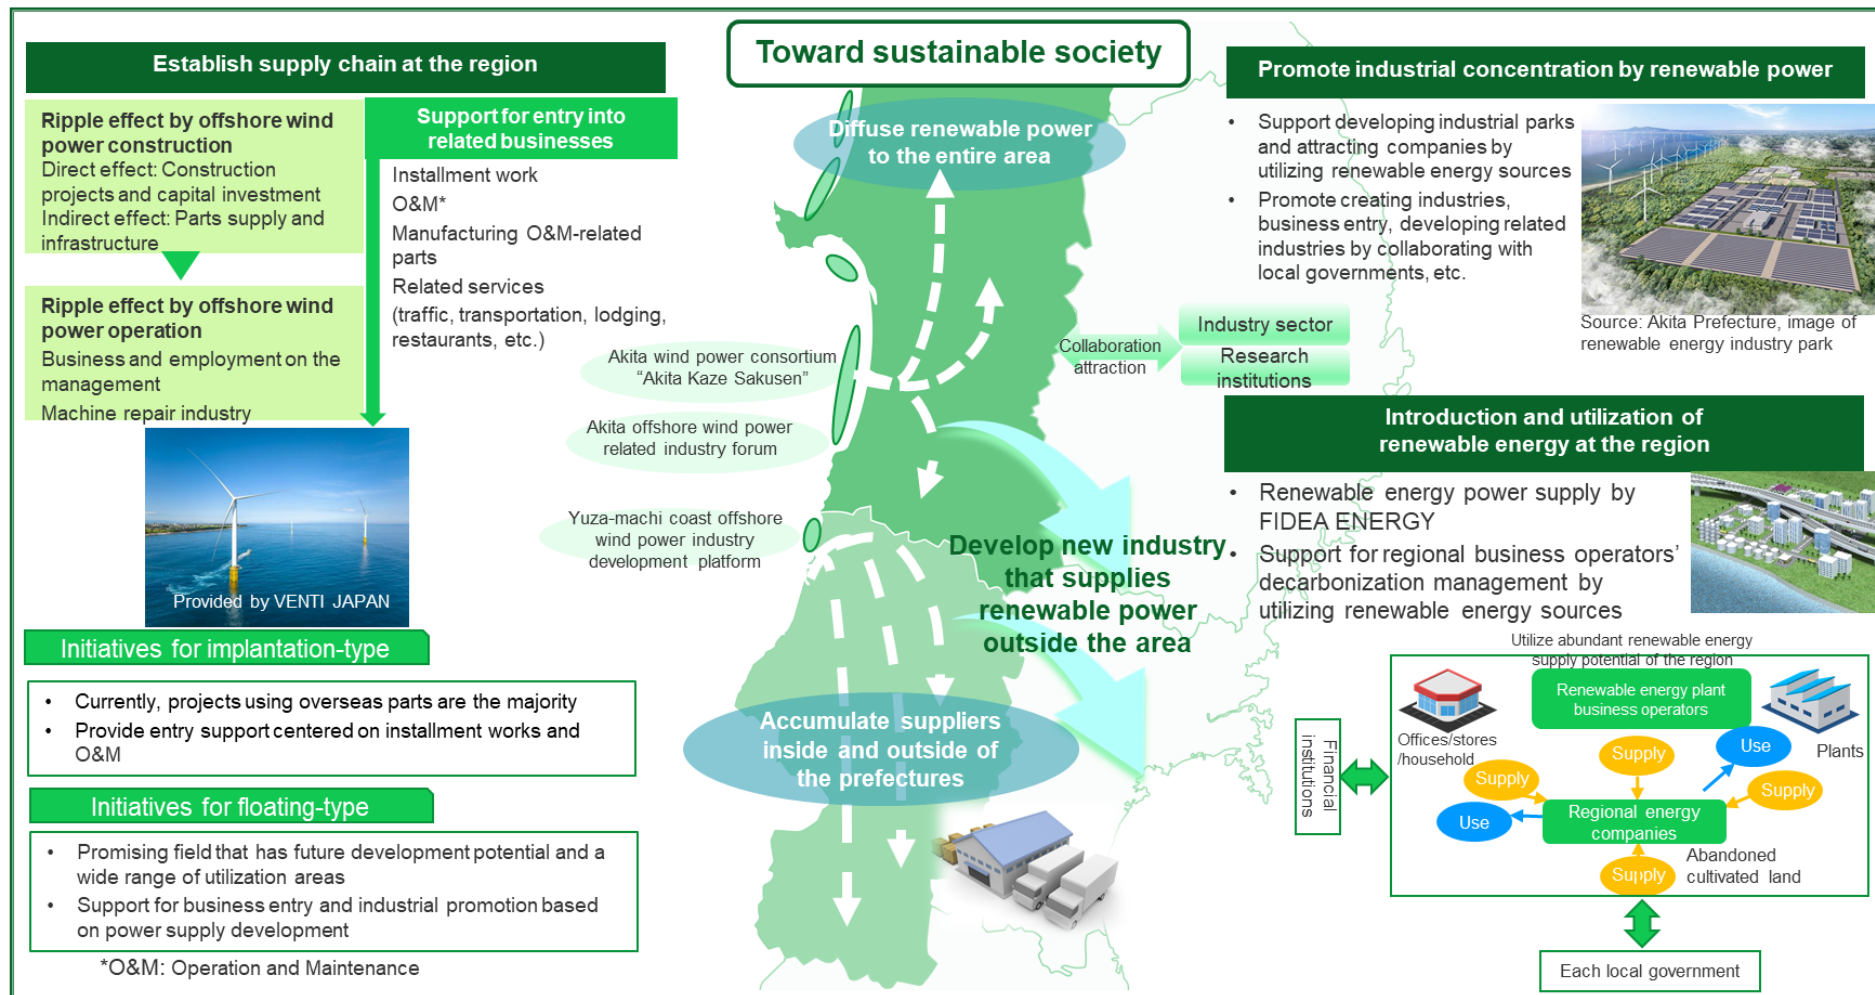 Toward sustainable society
Establish supply chain at the region
Ripple effect by offshore wind
power construction
Direct effect: Construction
projects and capital investment
Indirect effect: Parts supply and
infrastructure
Ripple effect by offshore wind
power operation
Business and employment on the
management
Machine repair industry
Support for entry into
related businesses
Installment work
O&M*
Manufacturing O&M-related
parts
Related services
(traffic, transportation, lodging,
restaurants, etc.)
Provided by VENTI JAPAN
Initiatives for implantation-type
• Currently, projects using overseas parts are the majority
• Provide entry support centered on installment works and
O&M
Initiatives for floating-type
• Promising field that has future development potential and a
wide range of utilization areas
• Support for business entry and industrial promotion based
on power supply development
*O&M: Operation and Maintenance
Diffuse renewable power
to the entire area
Akita wind power consortium
“Akita Kaze Sakusen”
Akita offshore wind power
related industry forum
Yuza-machi coast offshore
wind power industry
development platform
Collaboration
attraction
Industry sector
Research
institutions
Develop new industry
that supplies
renewable power
outside the area
Accumulate suppliers
inside and outside of
the prefectures
Promote industrial concentration by renewable power
• Support developing industrial parks
and attracting companies by
utilizing renewable energy sources
• Promote creating industries,
business entry, developing related
industries by collaborating with
local governments, etc.
Source: Akita Prefecture, image of
renewable energy industry park
Introduction and utilization of
renewable energy at the region
• Renewable energy power supply by
FIDEA ENERGY
• Support for regional business operators’
decarbonization management by
utilizing renewable energy sources
Utilize abundant renewable energy
supply potential of the region
Renewable energy plant
business operators
Offices/stores
/household
Plants
Supply
Use
Supply
Supply
Use
Regional energy
companies
Supply
Abandoned
cultivated land
Financial
institutions
Each local government